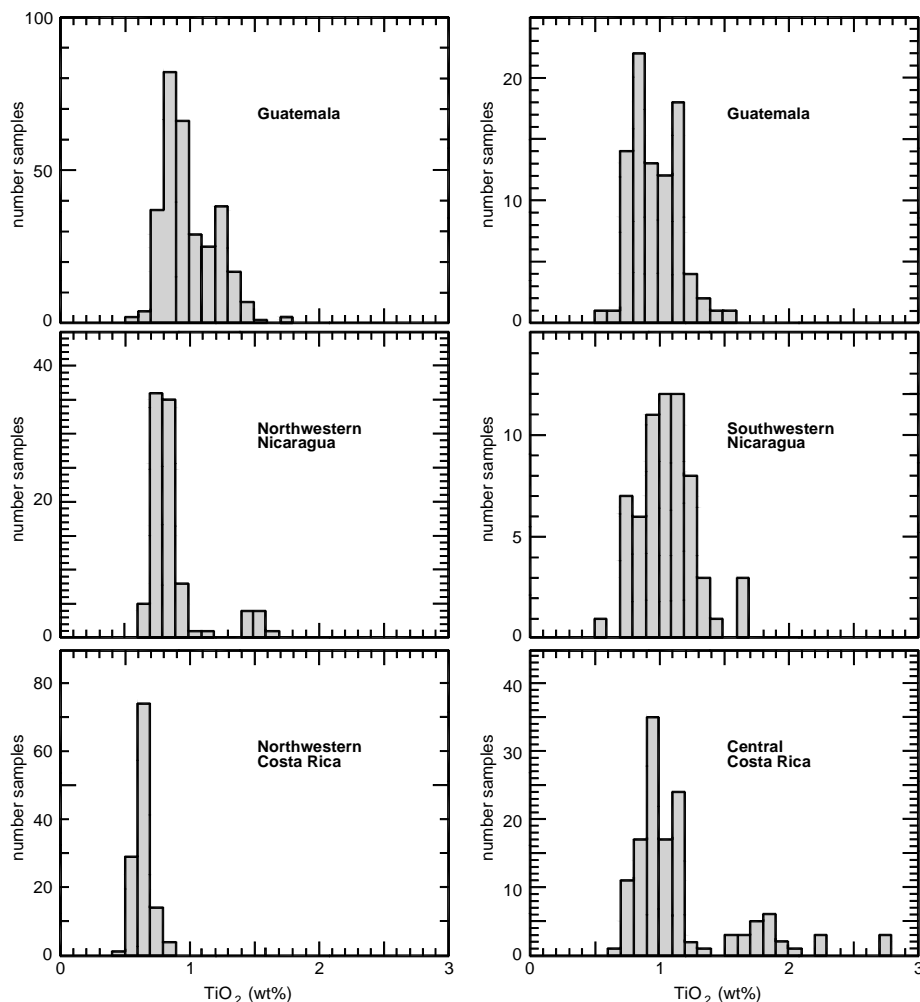 100
50
0
number samples
Guatemala
20
10
0
number samples
Guatemala
40
20
0
number samples
Northwestern
Nicaragua
10
5
0
number samples
Southwestern
Nicaragua
80
60
40
20
0
number samples
Northwestern
Costa Rica
0 1 2 3
TiO2 (wt%)
40
30
20
10
0
number samples
Central
Costa Rica
0 1 2 3
TiO2 (wt%)